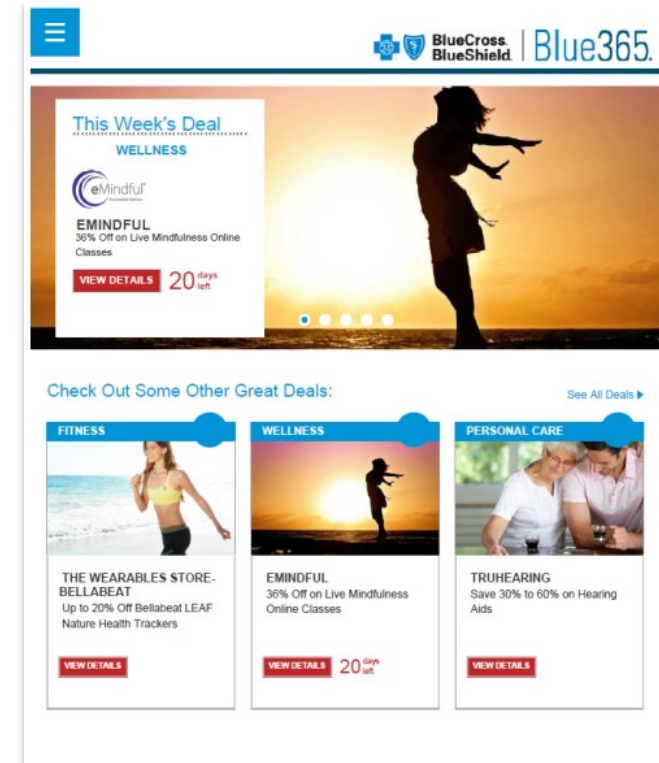 BlueCross. BlueShield. Blue365.
This Week's Deal
WELLNESS
eMindful
EMINDFUL
36% Off on Live Mindfulness Online
Classes
VIEW DETAILS 20 days left
Check Out Some Other Great Deals:
See All Deals
FITNESS
THE WEARABLES STORE-
BELLABEAT
Up to 20% Off Bellabeat LEAF
Nature Health Trackers
VIEW DETAILS
WELLNESS
EMINDFUL
36% Off on Live Mindfulness
Online Classes
VIEW DETAILS 20 days left
PERSONAL CARE
TRUHEARING
Save 30% to 60% on Hearing
Aids
VIEW DETAILS